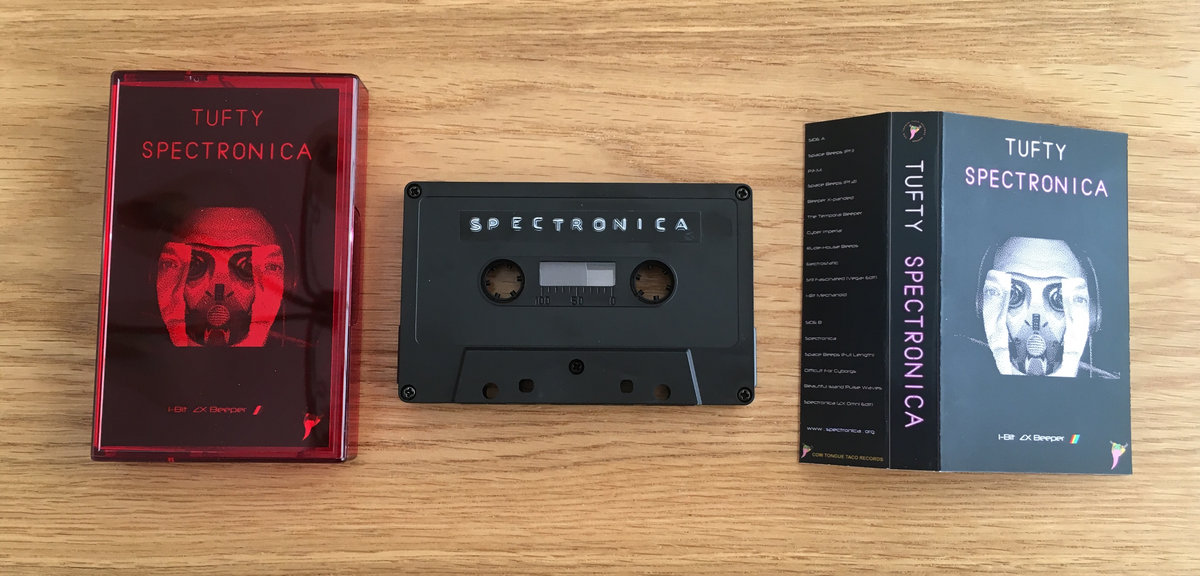 TUFTY
SPECTRONICA
1-Bit ZX Beeper
SPECTRONICA
100 50 0
SIDE A
Space Beeps (Pt.1)
Space Beeps (Pt.2)
Beeper X-panded
The Temporal Beeper
Cyber Imperial
Rude-House Beeps
Spectrostatic
Still Fascinated (Vega+ Edit)
1-Bit Mechanoid
SIDE B
Spectronica
Space Beeps (Full Length)
Difficult For Cyborgs
Beautiful Island Pulse Waves
Spectronica (ZX Omni Edit)
www.spectronica.org
COW TONGUE TACO RECORDS
TUFTY SPECTRONICA
TUFTY
SPECTRONICA
1-Bit ZX Beeper